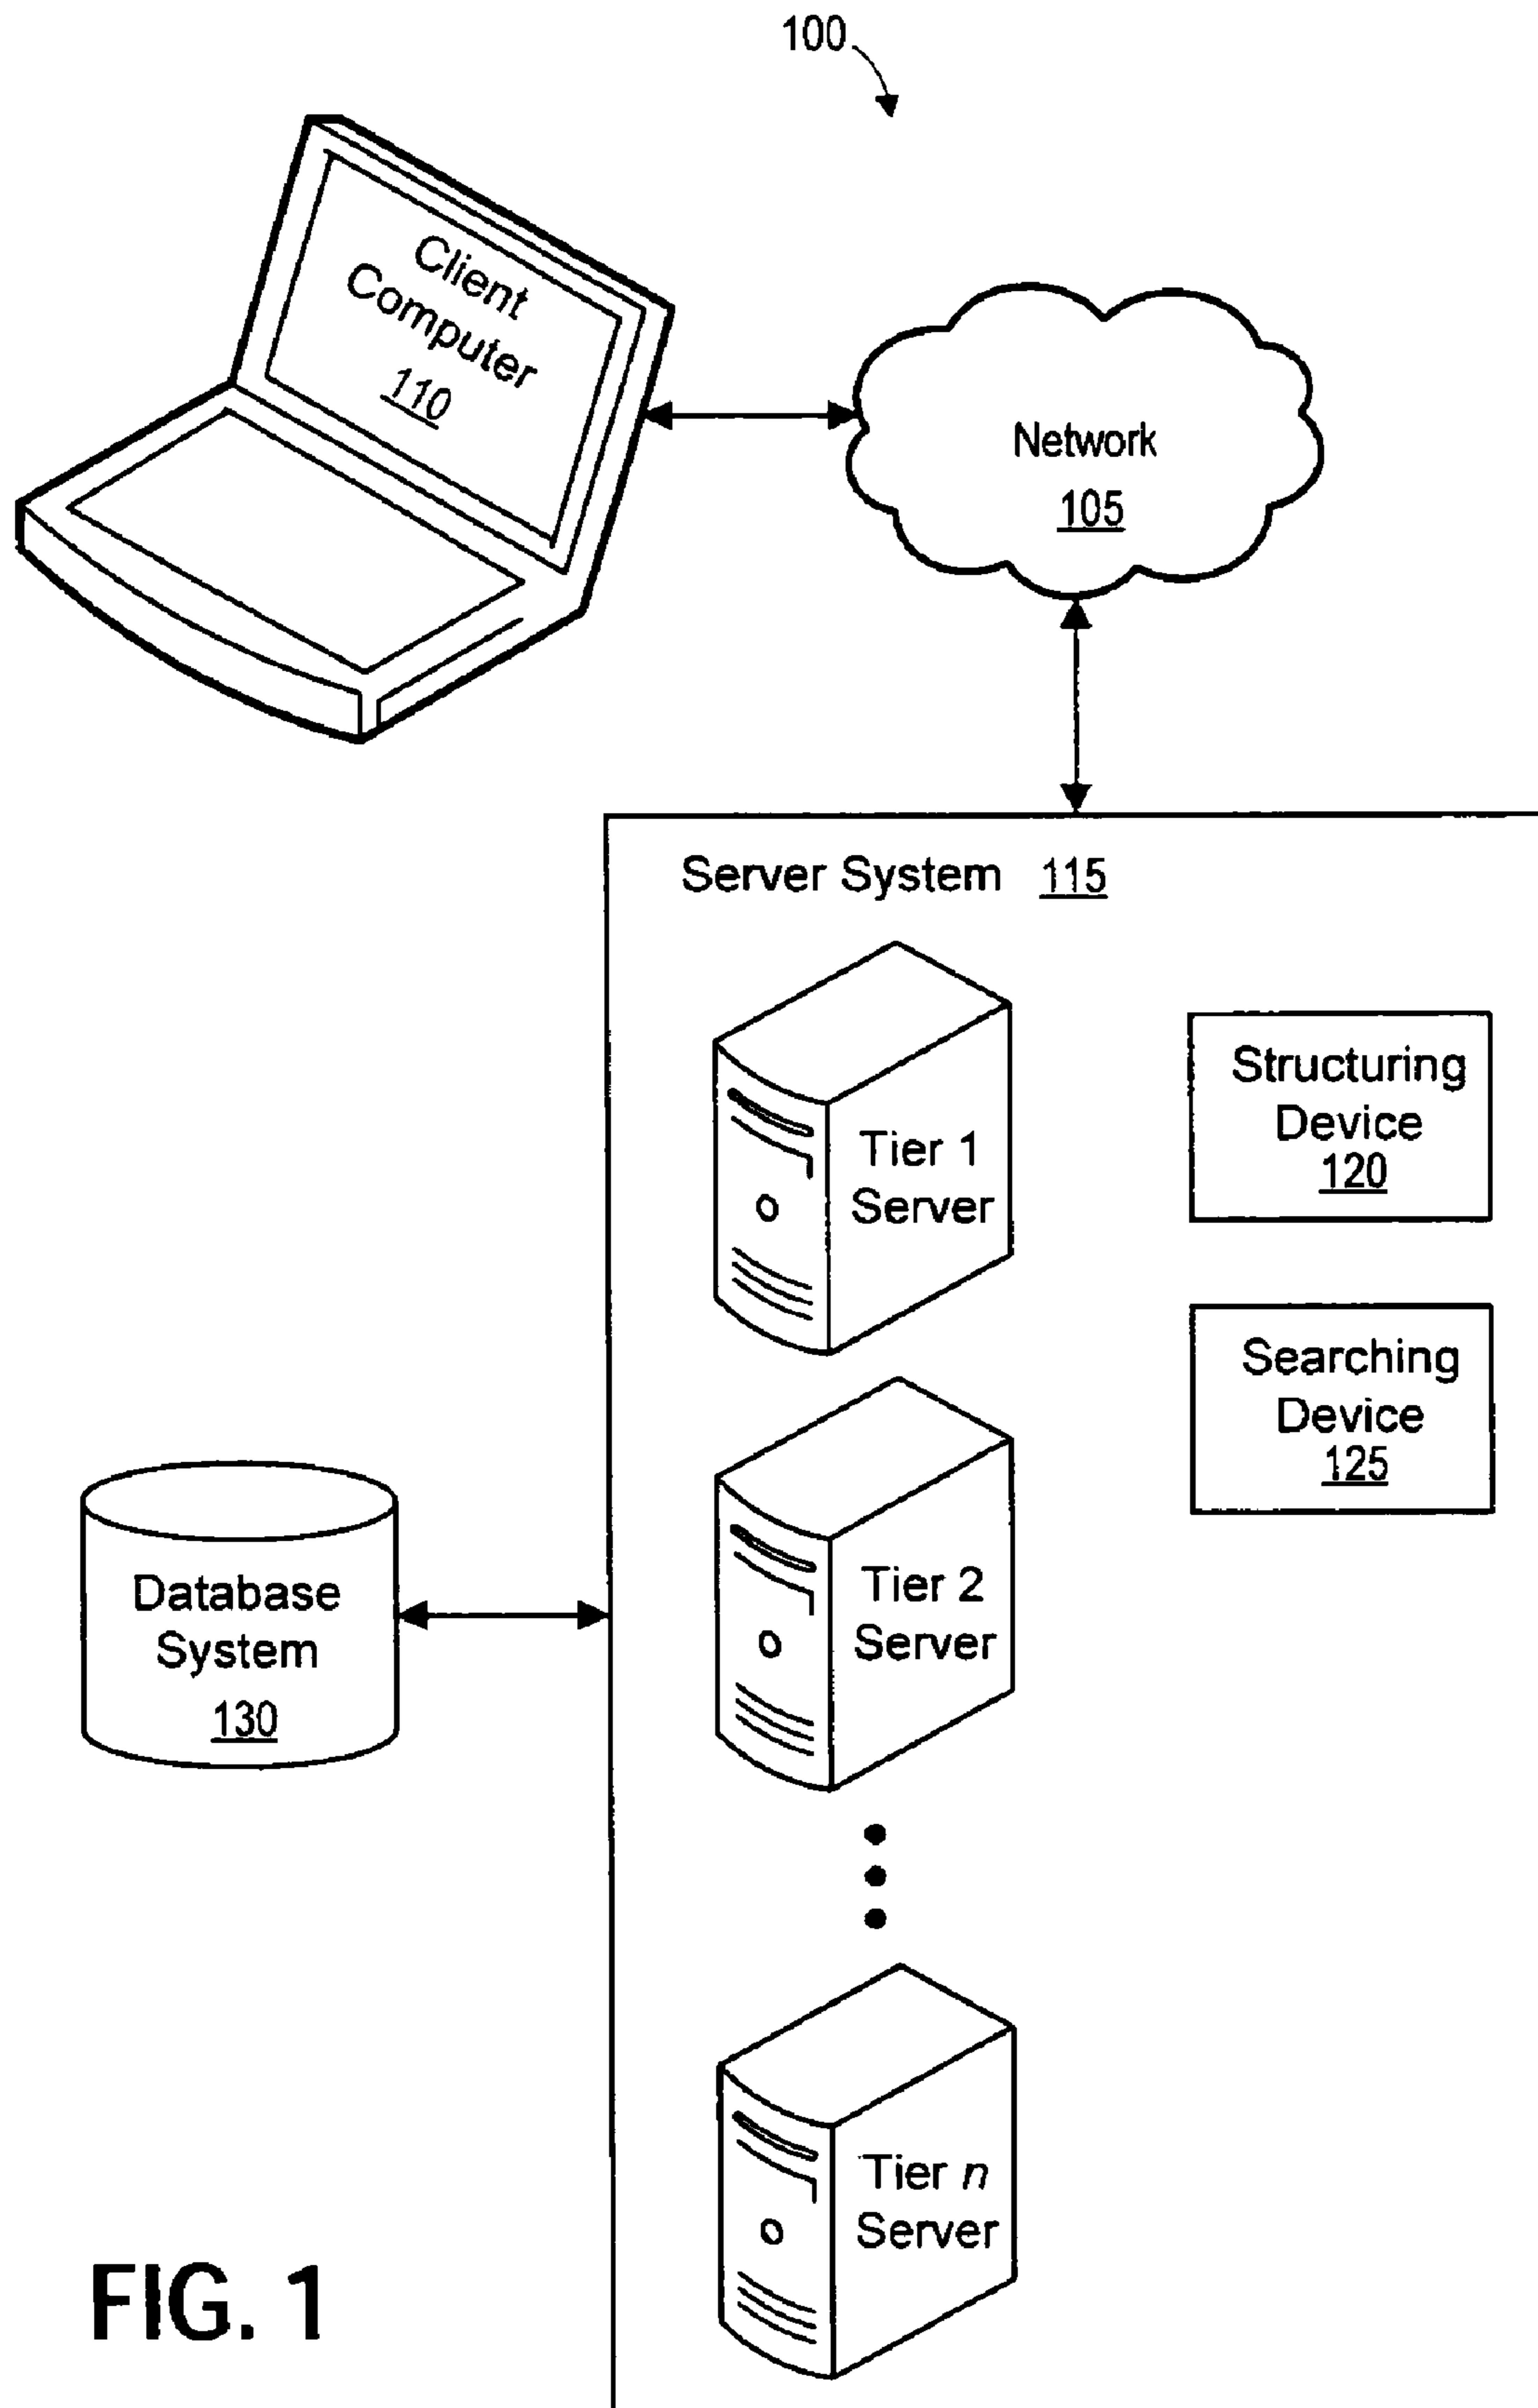 100
Client
Computer
110
Network
105
Server System 115
Tier 1
Server
Structuring
Device
120
Searching
Device
125
Tier 2
Server
Database
System
130
Tier n
Server
FIG. 1